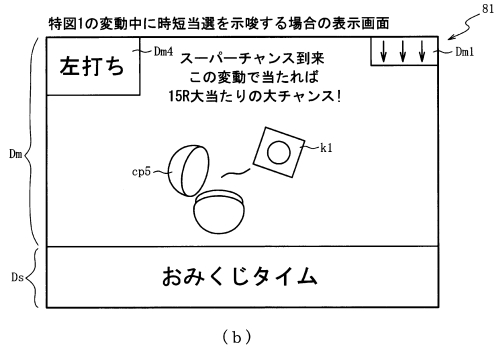 特図1の変動中に時短当選を示唆する場合の表示画面
81
左打ち
Dm4
スーパーチャンス到来
この変動で当たれば
15R大当たりの大チャンス!
↓↓↓
Dm1
Dm
cp5
k1
Ds
おみくじタイム
(b)